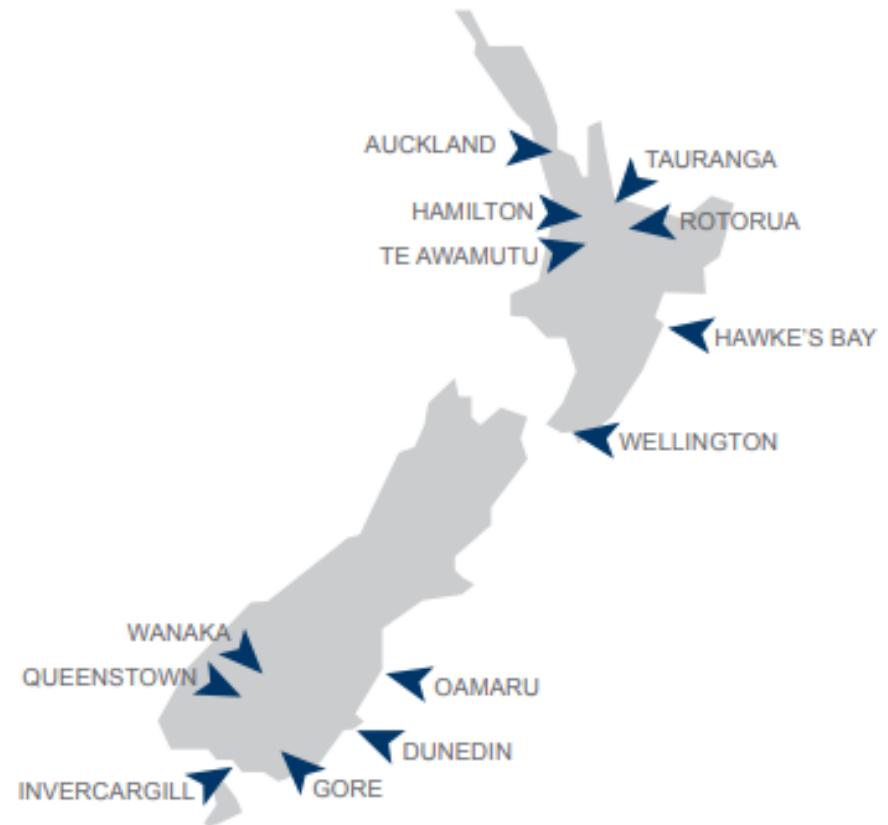 AUCKLAND
TAURANGA
HAMILTON
ROTORUA
TE AWAMUTU
HAWKE'S BAY
WELLINGTON
WANAKA
QUEENSTOWN
OAMARU
DUNEDIN
INVERCARGILL
GORE